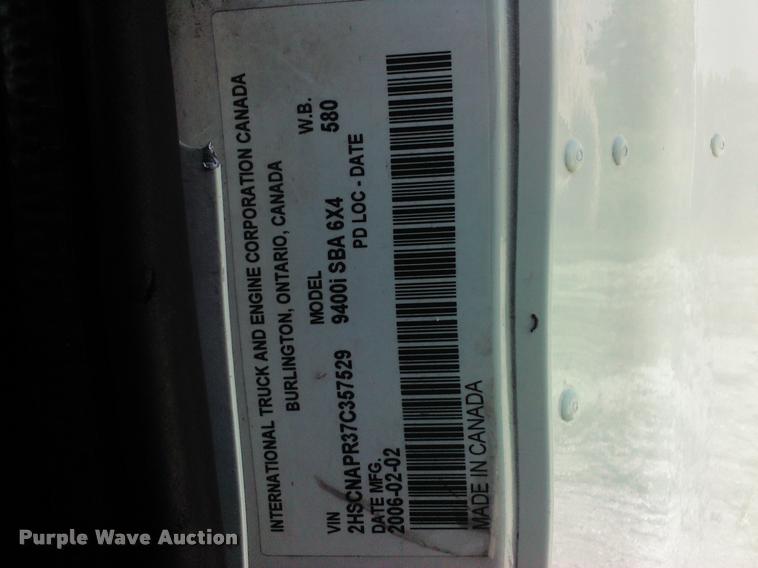 INTERNATIONAL TRUCK AND ENGINE CORPORATION CANADA
BURLINGTON, ONTARIO, CANADA
VIN MODEL W.B.
2HSCNAPR37C357529 9400i SBA 6X4 580
DATE MFG. PD LOC - DATE
2006-02-02
MADE IN CANADA
Purple Wave Auction